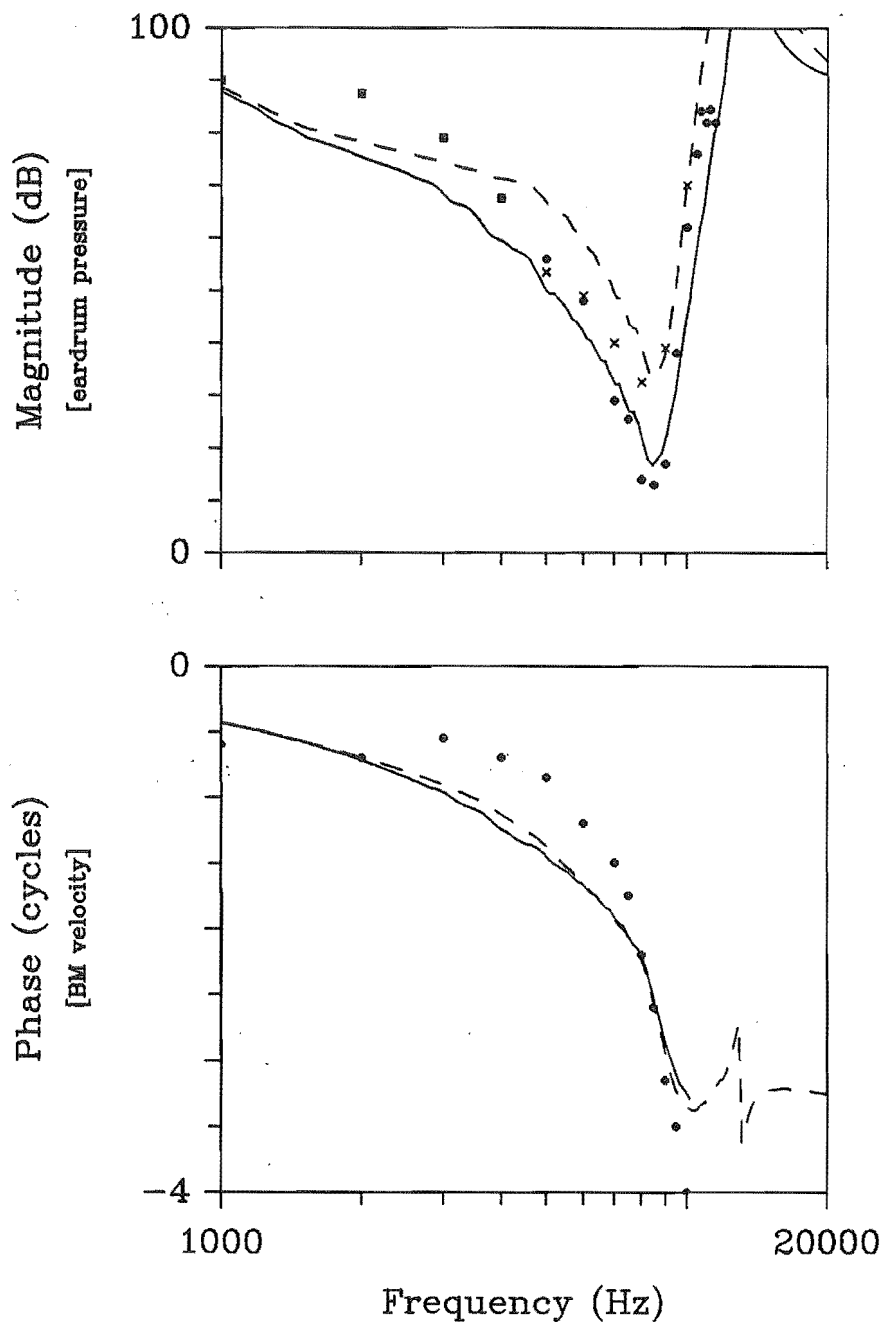 100
Magnitude (dB)
[eardrum pressure]
0
0
Phase (cycles)
[BM velocity]
-4
1000
20000
Frequency (Hz)